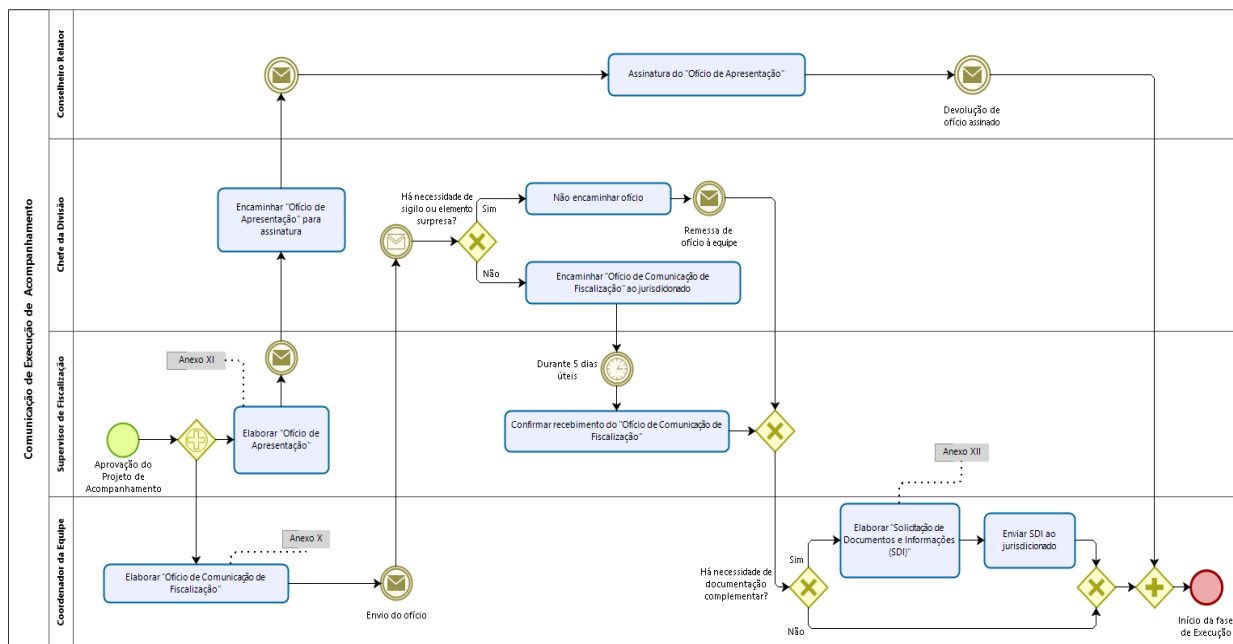 Comunicação de Execução de Acompanhamento
Conselheiro Relator
Assinatura do "Ofício de Apresentação"
Devolução de
ofício assinado
Chefe da Divisão
Encaminhar "Ofício de
Apresentação" para
assinatura
Há necessidade de
sigilo ou elemento
surpresa?
Sim
Não encaminhar ofício
Remessa de
ofício à equipe
Não
Encaminhar "Ofício de Comunicação de
Fiscalização" ao jurisdicionado
Supervisor de Fiscalização
Anexo XI
Aprovação do
Projeto de
Acompanhamento
Elaborar "Ofício de
Apresentação"
Durante 5 dias
úteis
Confirmar recebimento do "Ofício de Comunicação de
Fiscalização"
Anexo XII
Coordenador da Equipe
Anexo X
Elaborar "Ofício de Comunicação de
Fiscalização"
Envio do ofício
Há necessidade de
documentação
complementar?
Sim
Elaborar "Solicitação de
Documentos e Informações
(SDI)"
Enviar SDI ao
jurisdicionado
Não
Início da fase
de Execução